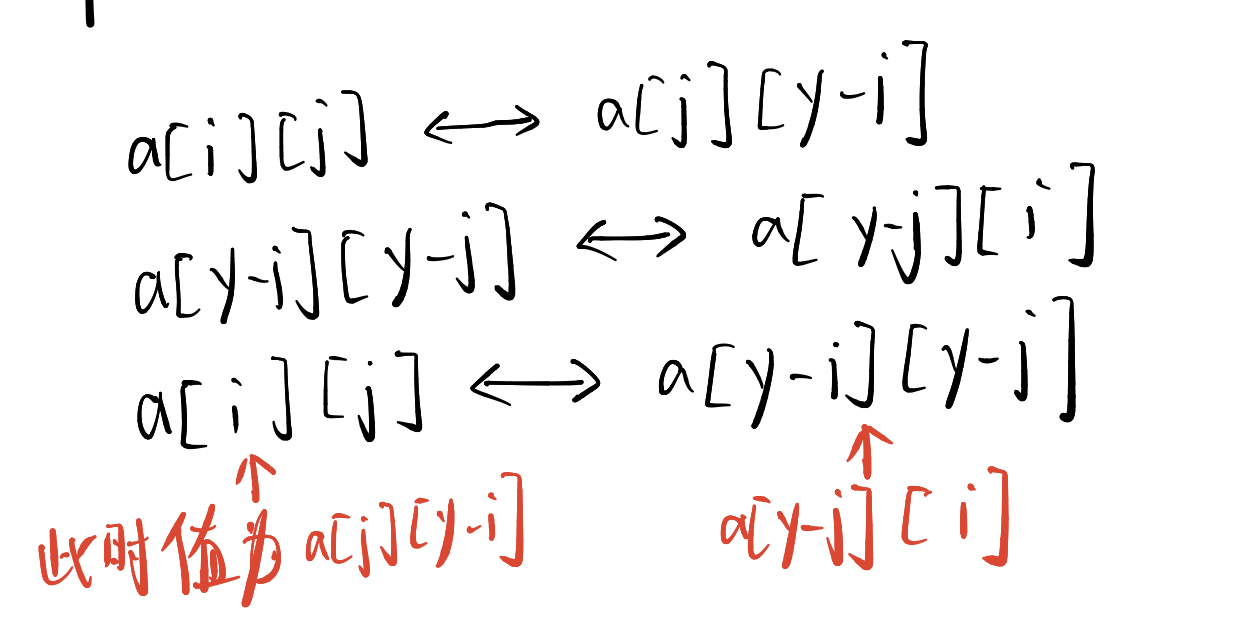 a[i][j] ↔ a[j][y-i]
a[y-i][y-j] ↔ a[y-j][i]
a[i][j] ↔ a[y-i][y-j]
↑ ↑
此时值为 a[j][y-i] a[y-j][i]